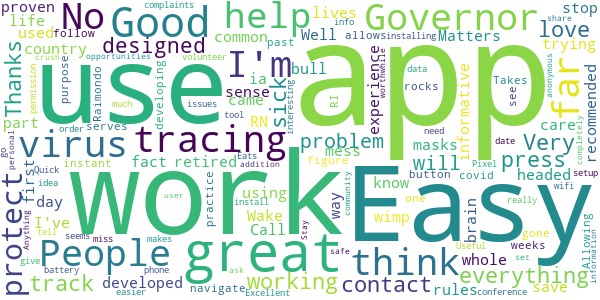 proven
life
used
follow
No
Good
complaints
help
Governor
info
lives
Well
allows
installing
stop
share
love
Matters
trying
Thanks
country
permission
crush
designed
opportunities
Raimondo
purpose
part
use
I'm
common
past
volunteer
bull
app
far
experience
rocks
Takes
see
interesting
worthwhile
anonymous
recommended
developing
ia
sick
sense
came
RI
data
informative
virus
serves
issues
much
tracing
RN
tool
problem
need
masks
date
Very
care
press
fact
retired
order
instant
Eats
addition
mess
figure
will
Pixel
covid
button
headed
completely
setup
protect
go
personal
Anything
first
Quick
idea
day
work
practice
using
user
install
Wake
Call
way
community
know
one
wimp
Easy
brain
wifi
really
I've
tell
seems
miss
makes
People
give
battery
great
Stay
safe
think
gone
weeks
Useful
set
Allowing
information
everything
whole
track
developed
phone
easier
navigate
ask
working
Excellent
contact
rules
conference
save